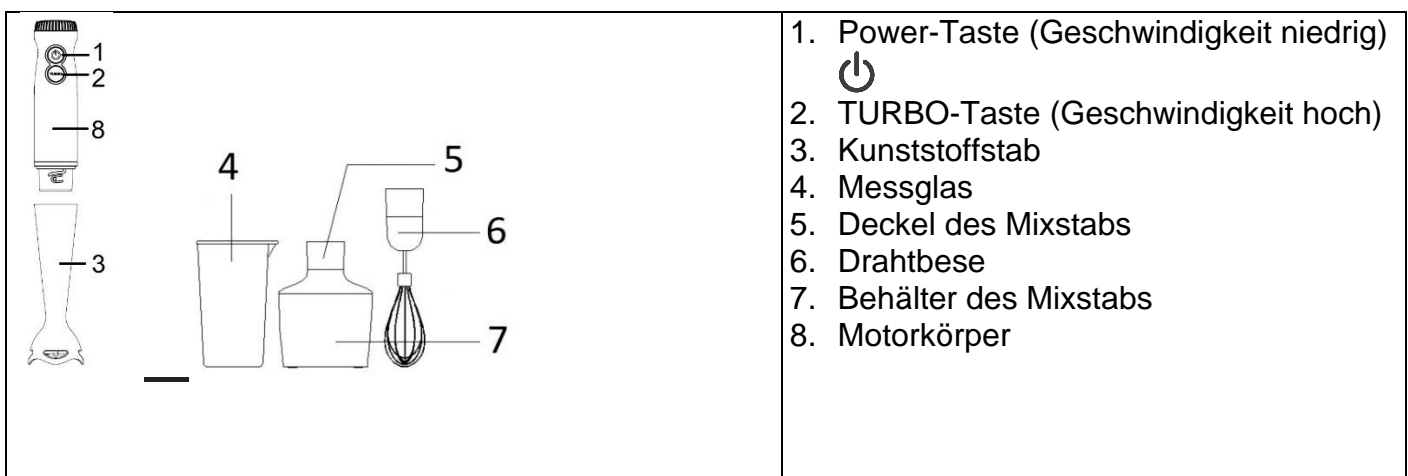 1
2
8
3
4
5
6
7
1. Power-Taste (Geschwindigkeit niedrig)
2. TURBO-Taste (Geschwindigkeit hoch)
3. Kunststoffstab
4. Messglas
5. Deckel des Mixstabs
6. Drahtbese
7. Behälter des Mixstabs
8. Motorkörper